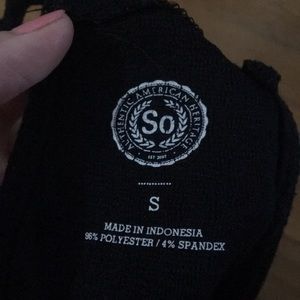 AUTHENTIC AMERICAN HERITAGE
So
EST 2007
S
MADE IN INDONESIA
96% POLYESTER / 4% SPANDEX